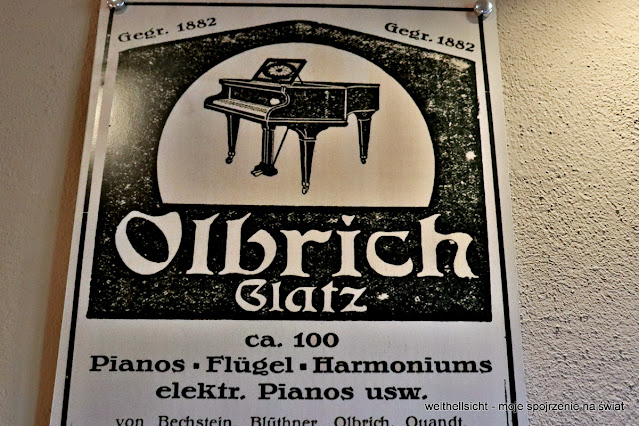 Gegr. 1882 Gegr. 1882
Olbrich
Glatz
ca. 100
Pianos ▪ Flügel ▪ Harmoniums
elektr. Pianos usw.
von Bechstein, Blüthner, Olbrich, Quandt,
weithellsicht - moje spojrzenie na świat